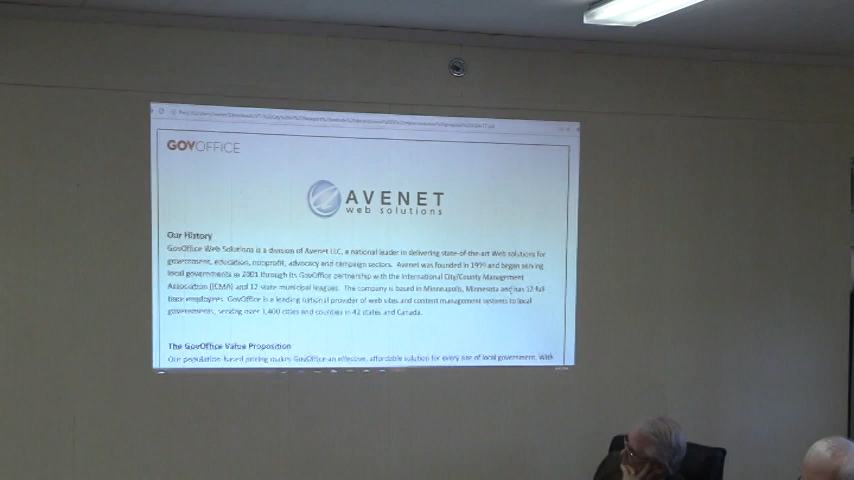 GOVOFFICE
AVENET
web solutions
Our History
GovOffice Web Solutions is a division of Avenet LLC, a national leader in delivering state-of-the-art Web solutions for
government, education, nonprofit, advocacy and campaign sectors. Avenet was founded in 1999 and began serving
local governments in 2001 through its GovOffice partnership with the International City/County Management
Association (ICMA) and 12 state municipal leagues. The company is based in Minneapolis, Minnesota and has 12 full
time employees. GovOffice is a leading national provider of web sites and content management systems to local
governments, serving over 1,400 cities and counties in 42 states and Canada.
The GovOffice Value Proposition
Our population-based pricing makes GovOffice an effective, affordable solution for every size of local government. With